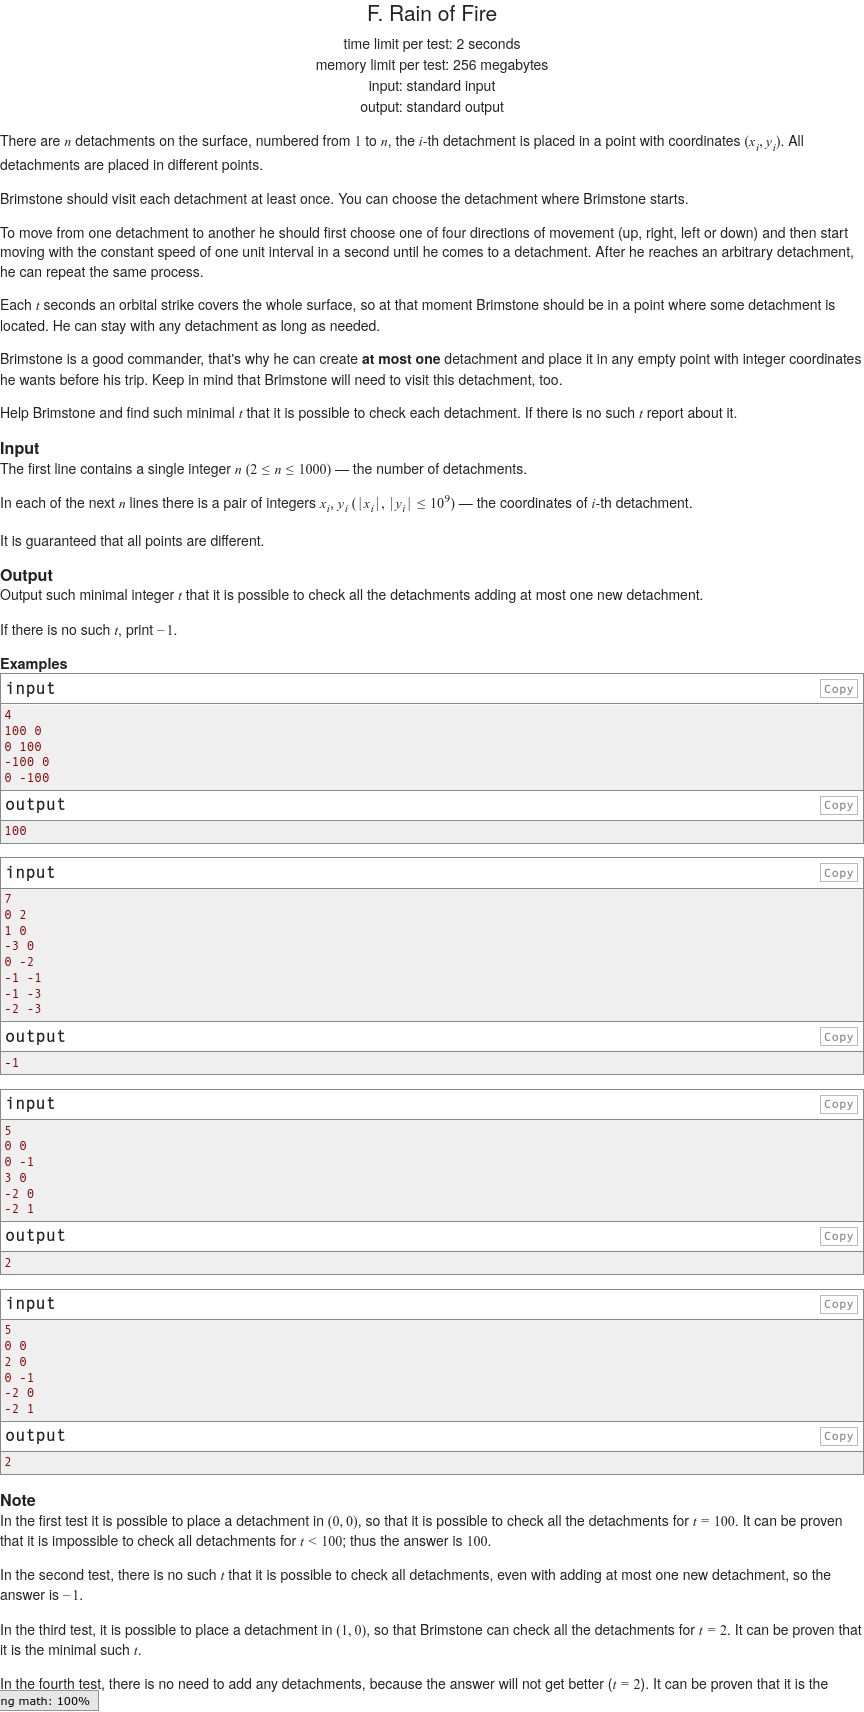 F. Rain of Fire
time limit per test: 2 seconds
memory limit per test: 256 megabytes
input: standard input
output: standard output
There are n detachments on the surface, numbered from 1 to n, the i-th detachment is placed in a point with coordinates (xi, yi). All
detachments are placed in different points.
Brimstone should visit each detachment at least once. You can choose the detachment where Brimstone starts.
To move from one detachment to another he should first choose one of four directions of movement (up, right, left or down) and then start
moving with the constant speed of one unit interval in a second until he comes to a detachment. After he reaches an arbitrary detachment,
he can repeat the same process.
Each t seconds an orbital strike covers the whole surface, so at that moment Brimstone should be in a point where some detachment is
located. He can stay with any detachment as long as needed.
Brimstone is a good commander, that's why he can create at most one detachment and place it in any empty point with integer coordinates
he wants before his trip. Keep in mind that Brimstone will need to visit this detachment, too.
Help Brimstone and find such minimal t that it is possible to check each detachment. If there is no such t report about it.
Input
The first line contains a single integer n (2 ≤ n ≤ 1000) — the number of detachments.
In each of the next n lines there is a pair of integers xi, yi (|xi|, |yi| ≤ 10^9) — the coordinates of i-th detachment.
It is guaranteed that all points are different.
Output
Output such minimal integer t that it is possible to check all the detachments adding at most one new detachment.
If there is no such t, print −1.
Examples
input
Copy
4
100 0
0 100
-100 0
0 -100
output
Copy
100
input
Copy
7
0 2
1 0
-3 0
0 -2
-1 -1
-1 -3
-2 -3
output
Copy
-1
input
Copy
5
0 0
0 -1
3 0
-2 0
-2 1
output
Copy
2
input
Copy
5
0 0
2 0
0 -1
-2 0
-2 1
output
Copy
2
Note
In the first test it is possible to place a detachment in (0, 0), so that it is possible to check all the detachments for t = 100. It can be proven
that it is impossible to check all detachments for t < 100; thus the answer is 100.
In the second test, there is no such t that it is possible to check all detachments, even with adding at most one new detachment, so the
answer is −1.
In the third test, it is possible to place a detachment in (1, 0), so that Brimstone can check all the detachments for t = 2. It can be proven that
it is the minimal such t.
In the fourth test, there is no need to add any detachments, because the answer will not get better (t = 2). It can be proven that it is the
ng math: 100%